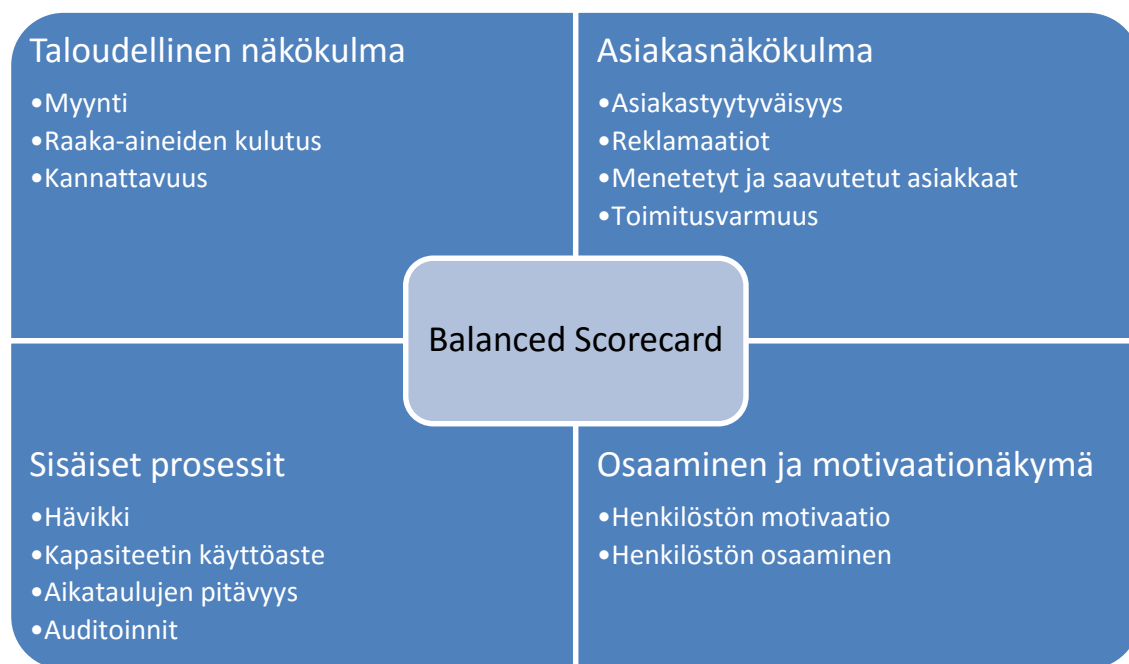 Taloudellinen näkökulma
•Myynti
•Raaka-aineiden kulutus
•Kannattavuus
Asiakasnäkökulma
•Asiakastyytyväisyys
•Reklamaatiot
•Menetetyt ja saavutetut asiakkaat
•Toimitusvarmuus
Balanced Scorecard
Sisäiset prosessit
•Hävikki
•Kapasiteetin käyttöaste
•Aikataulujen pitävyys
•Auditoinnit
Osaaminen ja motivaationäkymä
•Henkilöstön motivaatio
•Henkilöstön osaaminen